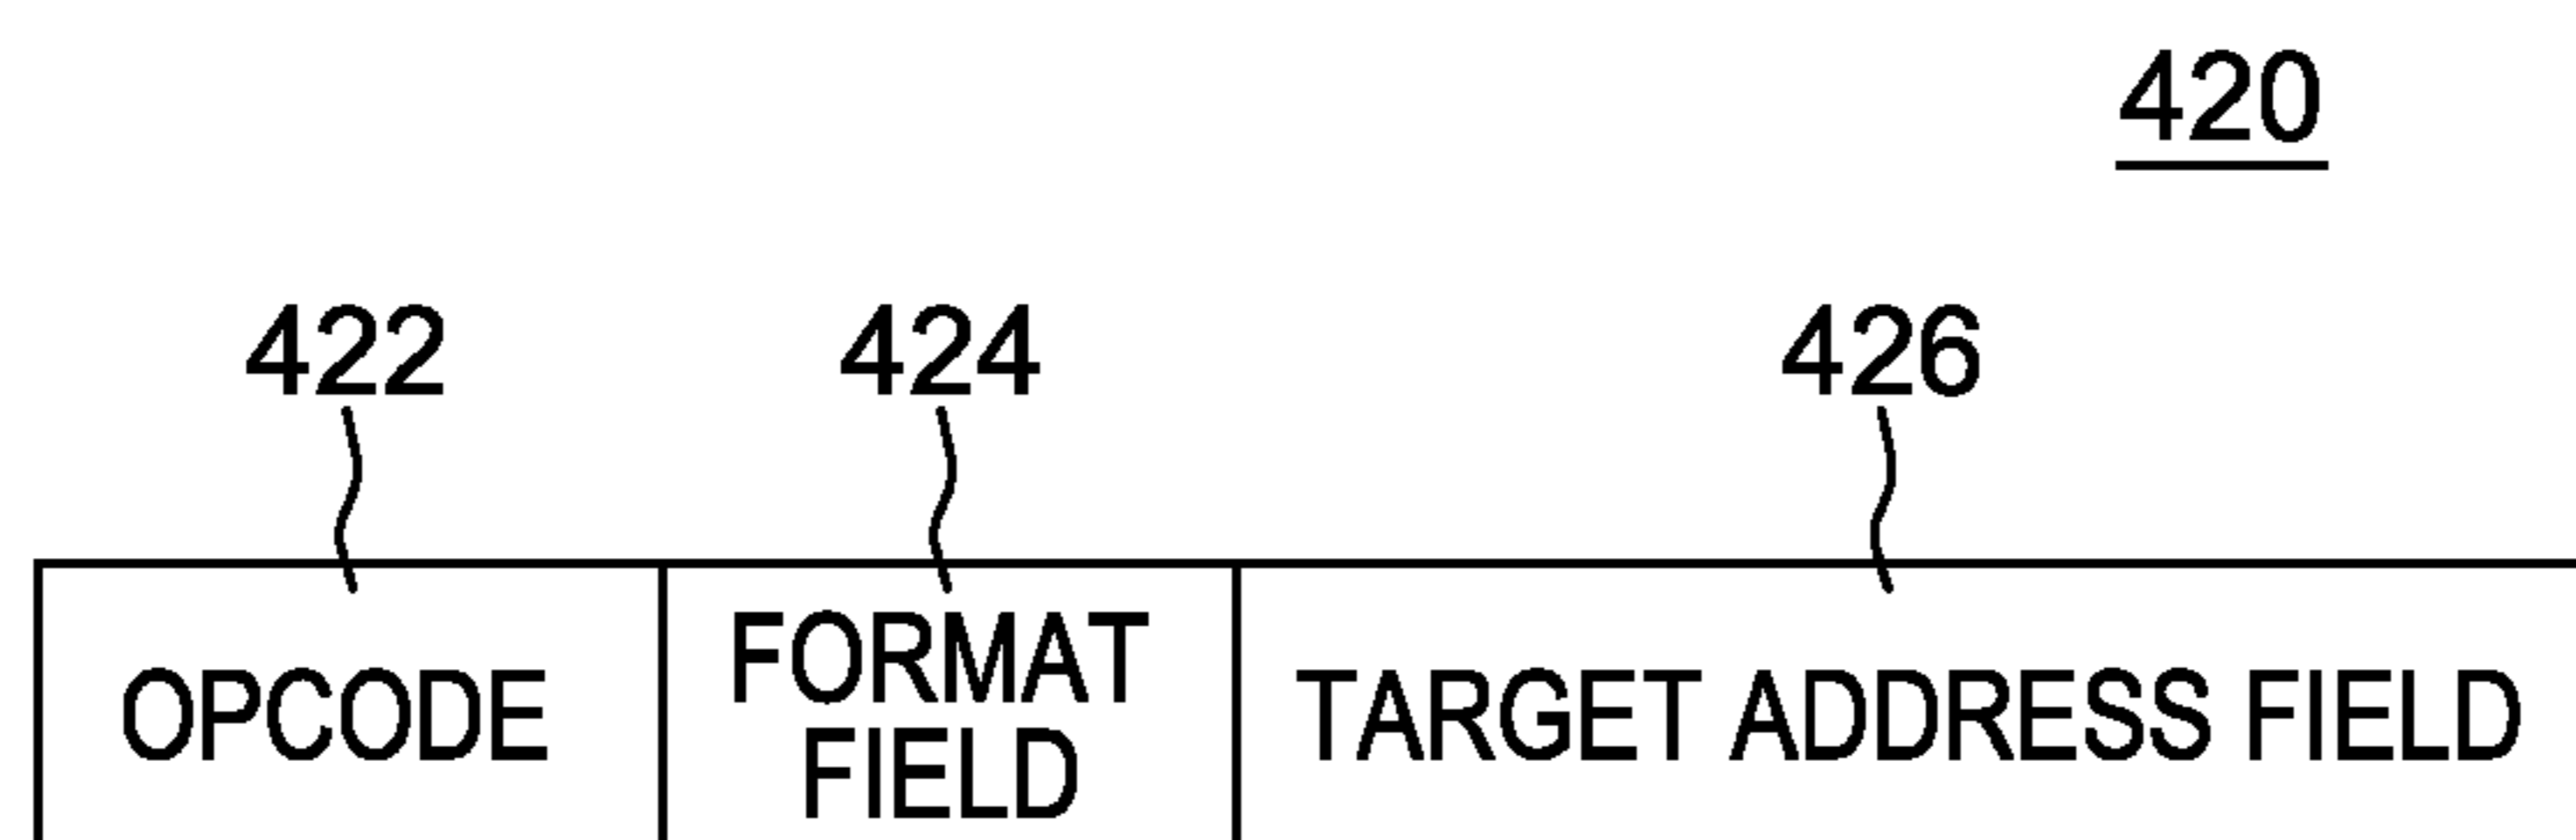 420
422 424 426
OPCODE
FORMAT
FIELD
TARGET ADDRESS FIELD